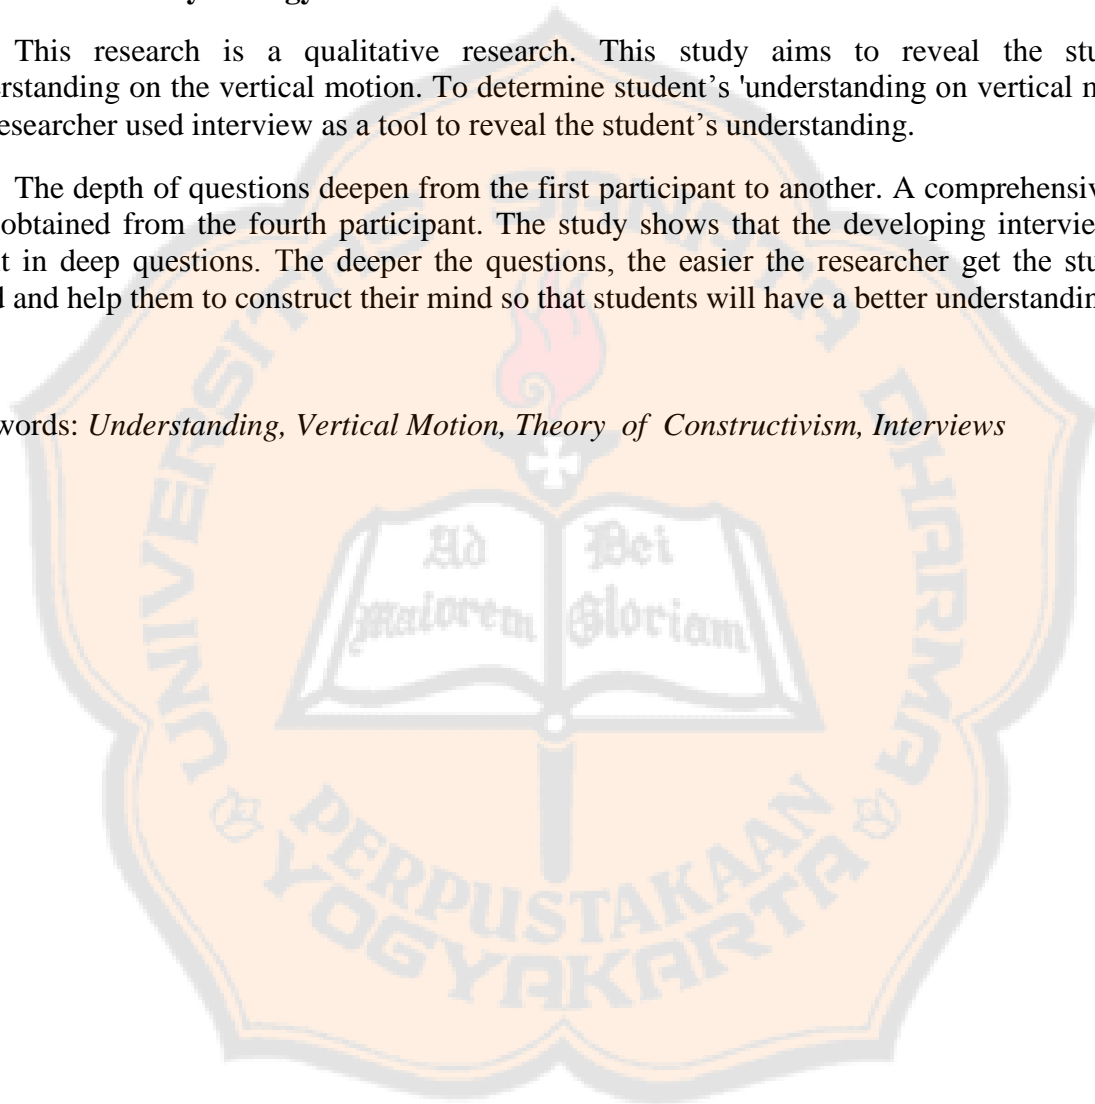 This research is a qualitative research. This study aims to reveal the stu
erstanding on the vertical motion. To determine student's 'understanding on vertical m
esearcher used interview as a tool to reveal the student's understanding.
The depth of questions deepen from the first participant to another. A comprehensiv
obtained from the fourth participant. The study shows that the developing intervie
t in deep questions. The deeper the questions, the easier the researcher get the stu
d and help them to construct their mind so that students will have a better understandin
words: Understanding, Vertical Motion, Theory of Constructivism, Interviews
UNIVERSITAS SANATA DHARMA
Ad Dei
Maiorem Gloriam
PERPUSTAKAAN
YOGYAKARTA